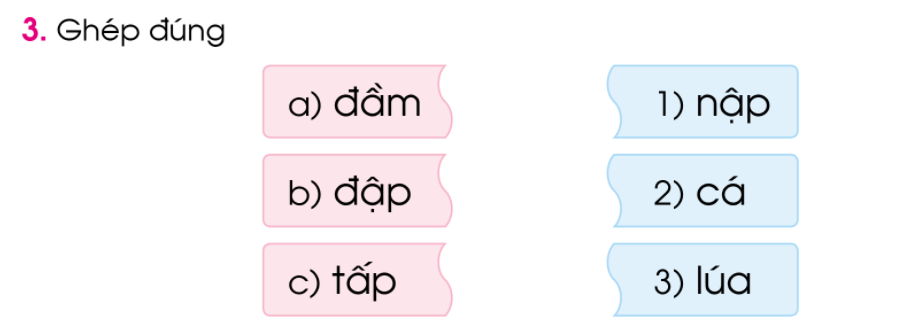 3. Ghép đúng
a) đầm 1) nập
b) đập 2) cá
c) tấp 3) lúa